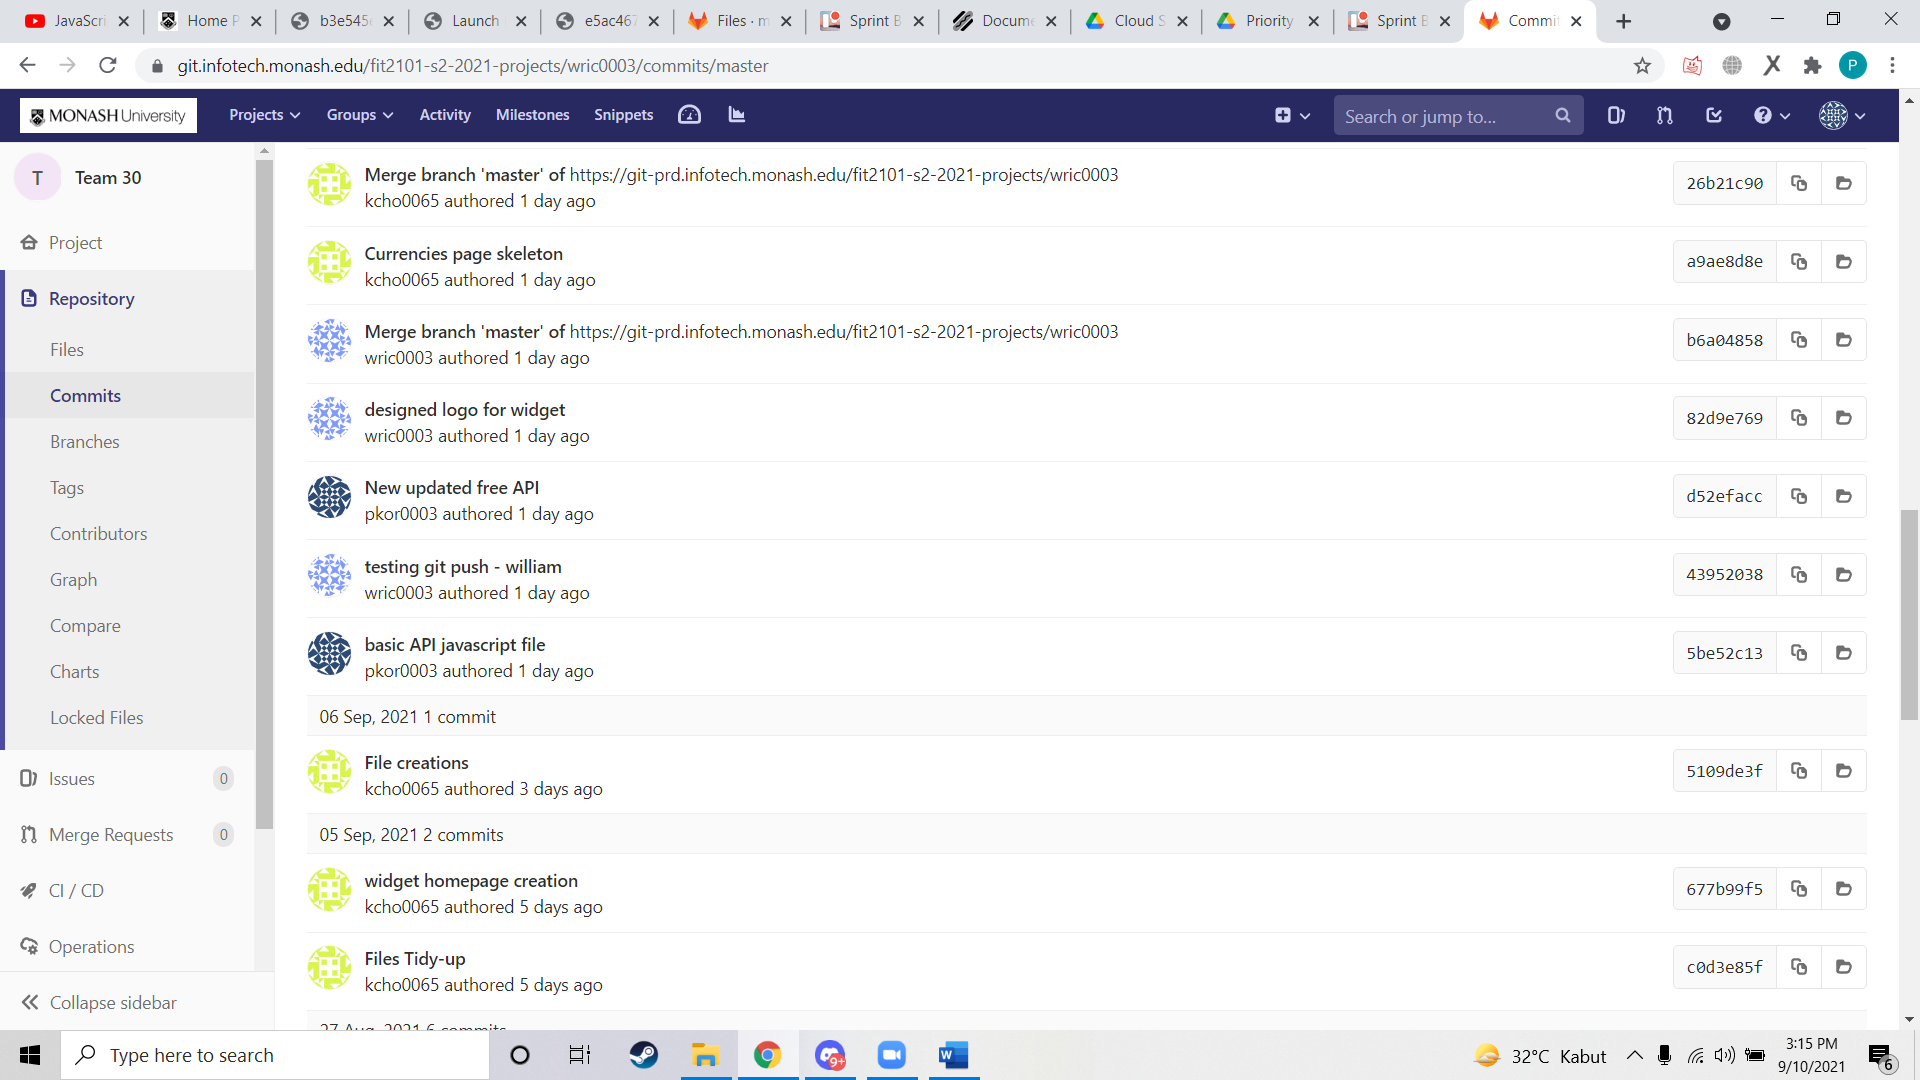 JavaScri
Home P
b3e545e
Launch
e5ac467
Files · m
Sprint B
Docume
Cloud S
Priority
Sprint B
Commit
git.infotech.monash.edu/fit2101-s2-2021-projects/wric0003/commits/master
P
MONASH University
Projects
Groups
Activity
Milestones
Snippets
Search or jump to...
T
Team 30
Project
Repository
Files
Commits
Branches
Tags
Contributors
Graph
Compare
Charts
Locked Files
Issues 0
Merge Requests 0
CI / CD
Operations
Collapse sidebar
Merge branch 'master' of https://git-prd.infotech.monash.edu/fit2101-s2-2021-projects/wric0003
kcho0065 authored 1 day ago
26b21c90
Currencies page skeleton
kcho0065 authored 1 day ago
a9ae8d8e
Merge branch 'master' of https://git-prd.infotech.monash.edu/fit2101-s2-2021-projects/wric0003
wric0003 authored 1 day ago
b6a04858
designed logo for widget
wric0003 authored 1 day ago
82d9e769
New updated free API
pkor0003 authored 1 day ago
d52efacc
testing git push - william
wric0003 authored 1 day ago
43952038
basic API javascript file
pkor0003 authored 1 day ago
5be52c13
06 Sep, 2021 1 commit
File creations
kcho0065 authored 3 days ago
5109de3f
05 Sep, 2021 2 commits
widget homepage creation
kcho0065 authored 5 days ago
677b99f5
Files Tidy-up
kcho0065 authored 5 days ago
c0d3e85f
27 Aug, 2021 6 commits
Type here to search
9+
W
32°C Kabut
3:15 PM
9/10/2021
6